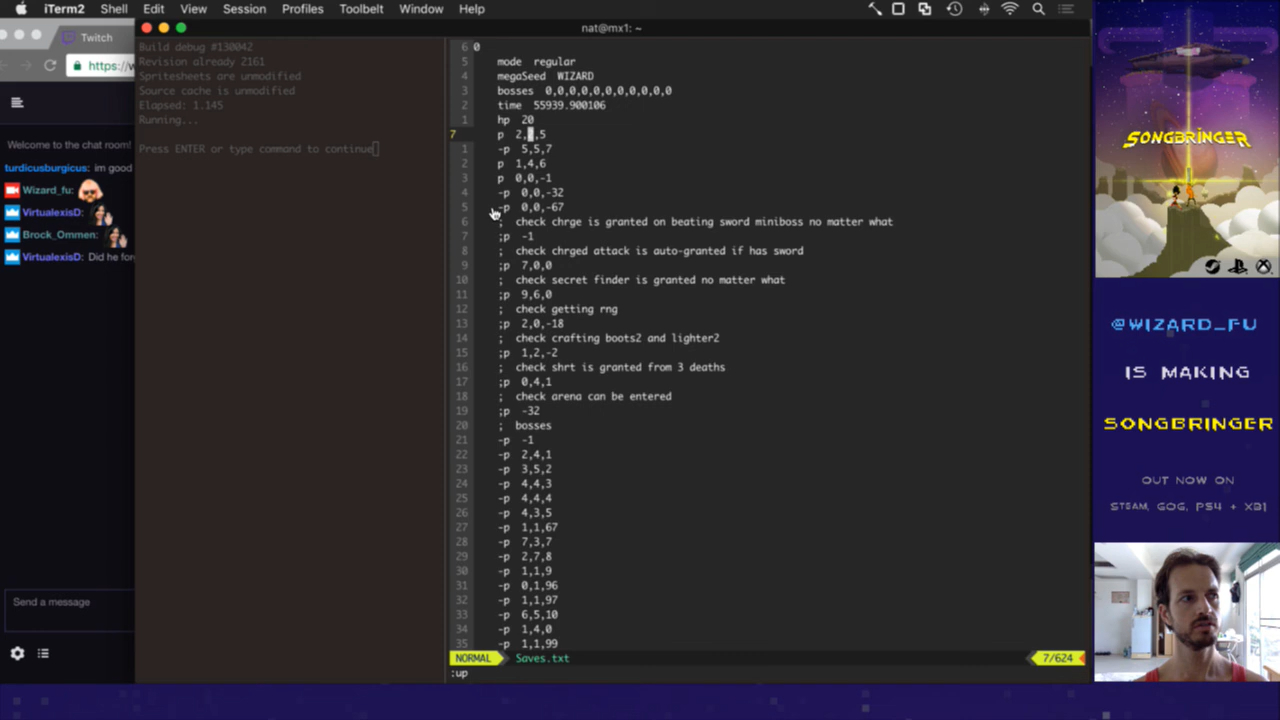 iTerm2 Shell Edit View Session Profiles Toolbelt Window Help
nat@mx1: ~
Twitch
https://w
Welcome to the chat room!
turdicusburgicus: im good
Wizard_fu:
VirtualexisD:
Brock_Ommen:
VirtualexisD: Did he for
Send a message
Build debug #130042
Revision already 2161
Spritesheets are unmodified
Source cache is unmodified
Elapsed: 1.145
Running...
Press ENTER or type command to continue
6 0
5 mode regular
4 megaSeed WIZARD
3 bosses 0,0,0,0,0,0,0,0,0,0,0
2 time 55939.900106
1 hp 20
7 p 2, ,5
1 -p 5,5,7
2 p 1,4,6
3 p 0,0,-1
4 -p 0,0,-32
5 -p 0,0,-67
6 ; check chrge is granted on beating sword miniboss no matter what
7 ;p -1
8 ; check chrged attack is auto-granted if has sword
9 ;p 7,0,0
10 ; check secret finder is granted no matter what
11 ;p 9,6,0
12 ; check getting rng
13 ;p 2,0,-18
14 ; check crafting boots2 and lighter2
15 ;p 1,2,-2
16 ; check shrt is granted from 3 deaths
17 ;p 0,4,1
18 ; check arena can be entered
19 ;p -32
20 ; bosses
21 -p -1
22 -p 2,4,1
23 -p 3,5,2
24 -p 4,4,3
25 -p 4,4,4
26 -p 4,3,5
27 -p 1,1,67
28 -p 7,3,7
29 -p 2,7,8
30 -p 1,1,9
31 -p 0,1,96
32 -p 1,1,97
33 -p 6,5,10
34 -p 1,4,0
35 -p 1,1,99
NORMAL Saves.txt 7/624
:up
SONGBRINGER
@WIZARD_FU
IS MAKING
SONGBRINGER
OUT NOW ON
STEAM, GOG, PS4 + XB1